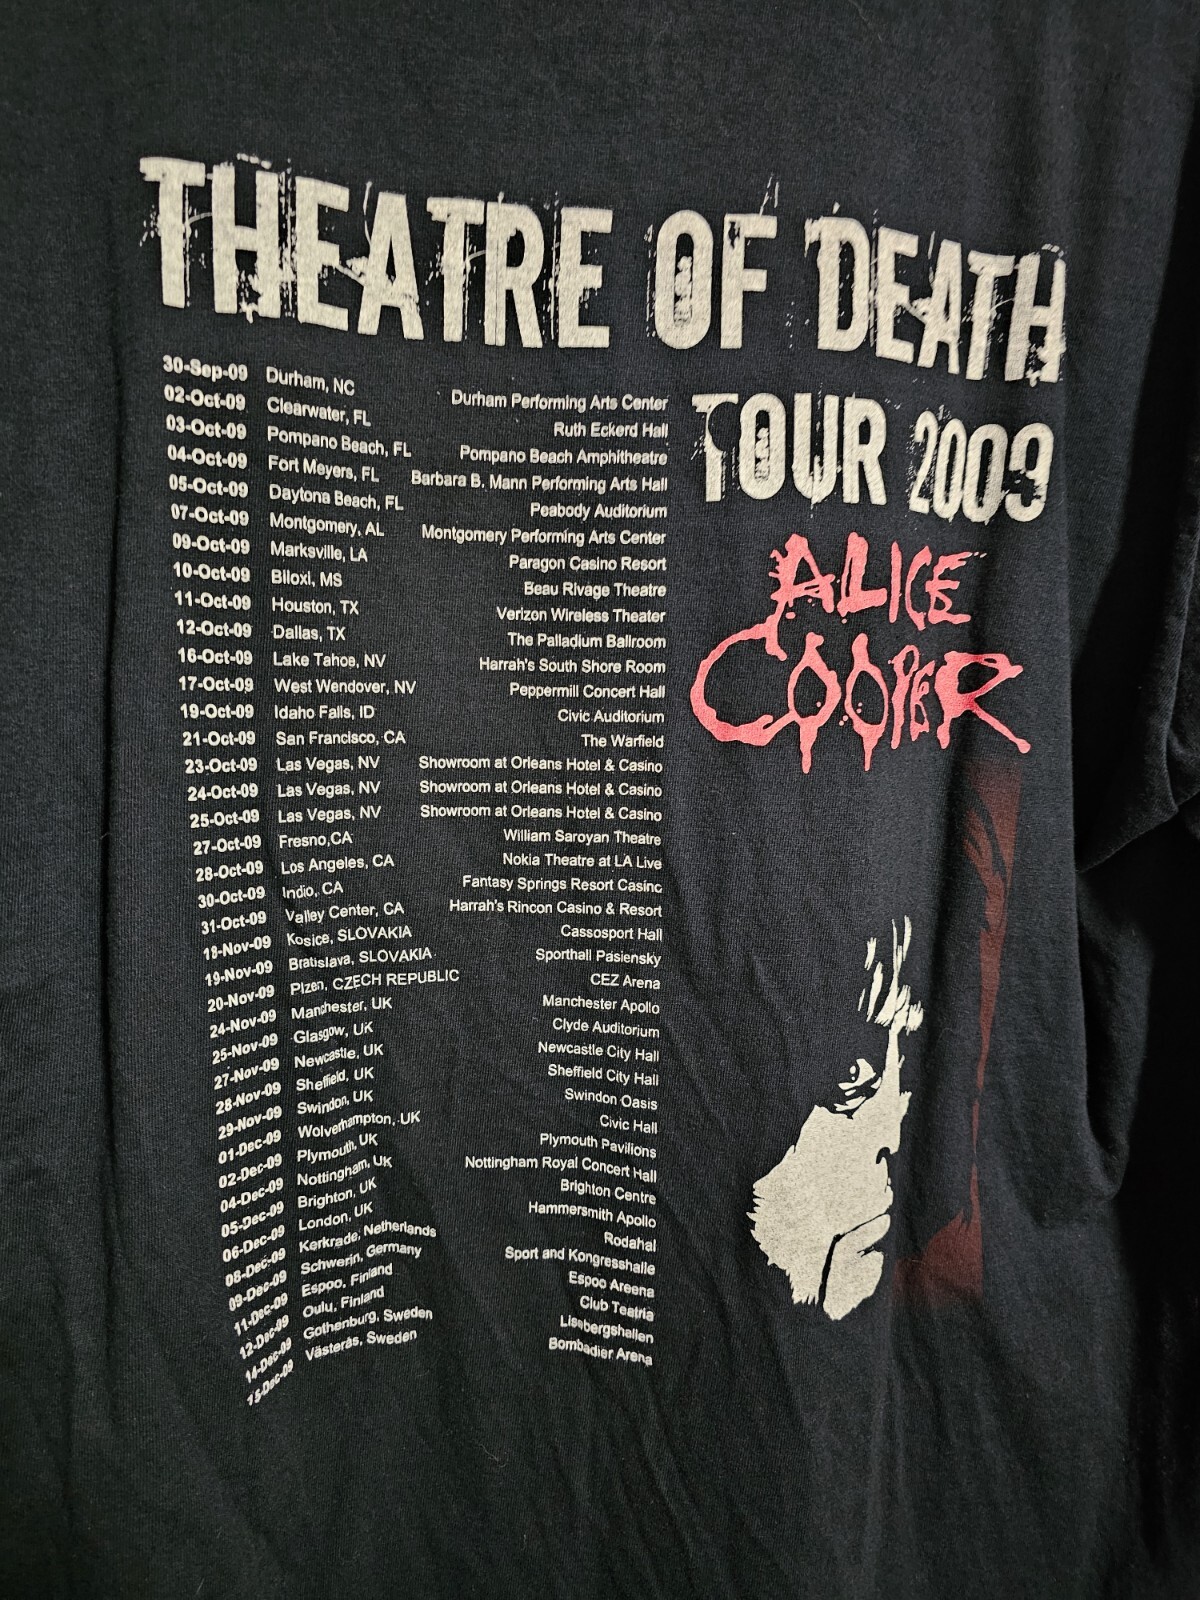 THEATRE OF DEATH
TOUR 2009
ALICE
COOPER
30-Sep-09 Durham, NC Durham Performing Arts Center
02-Oct-09 Clearwater, FL Ruth Eckerd Hall
03-Oct-09 Pompano Beach, FL Pompano Beach Amphitheatre
04-Oct-09 Fort Meyers, FL Barbara B. Mann Performing Arts Hall
05-Oct-09 Daytona Beach, FL Peabody Auditorium
07-Oct-09 Montgomery, AL Montgomery Performing Arts Center
09-Oct-09 Marksville, LA Paragon Casino Resort
10-Oct-09 Biloxi, MS Beau Rivage Theatre
11-Oct-09 Houston, TX Verizon Wireless Theater
12-Oct-09 Dallas, TX The Palladium Ballroom
16-Oct-09 Lake Tahoe, NV Harrah's South Shore Room
17-Oct-09 West Wendover, NV Peppermill Concert Hall
19-Oct-09 Idaho Falls, ID Civic Auditorium
21-Oct-09 San Francisco, CA The Warfield
23-Oct-09 Las Vegas, NV Showroom at Orleans Hotel & Casino
24-Oct-09 Las Vegas, NV Showroom at Orleans Hotel & Casino
25-Oct-09 Las Vegas, NV Showroom at Orleans Hotel & Casino
27-Oct-09 Fresno,CA William Saroyan Theatre
28-Oct-09 Los Angeles, CA Nokia Theatre at LA Live
30-Oct-09 Indio, CA Fantasy Springs Resort Casino
31-Oct-09 Valley Center, CA Harrah's Rincon Casino & Resort
18-Nov-09 Kosice, SLOVAKIA Cassosport Hall
19-Nov-09 Bratislava, SLOVAKIA Sporthall Pasiensky
20-Nov-09 Plzen, CZECH REPUBLIC CEZ Arena
24-Nov-09 Manchester, UK Manchester Apollo
25-Nov-09 Glasgow, UK Clyde Auditorium
27-Nov-09 Newcastle, UK Newcastle City Hall
28-Nov-09 Sheffield, UK Sheffield City Hall
29-Nov-09 Swindon, UK Swindon Oasis
01-Dec-09 Wolverhampton, UK Civic Hall
02-Dec-09 Plymouth, UK Plymouth Pavilions
04-Dec-09 Nottingham, UK Nottingham Royal Concert Hall
05-Dec-09 Brighton, UK Brighton Centre
06-Dec-09 London, UK Hammersmith Apollo
08-Dec-09 Kerkrade, Netherlands Rodahal
09-Dec-09 Schwerin, Germany Sport and Kongresshalle
11-Dec-09 Espoo, Finland Espoo Areena
12-Dec-09 Oulu, Finland Club Teatria
14-Dec-09 Gothenburg, Sweden Lisebergshallen
15-Dec-09 Västerås, Sweden Bombadier Arena